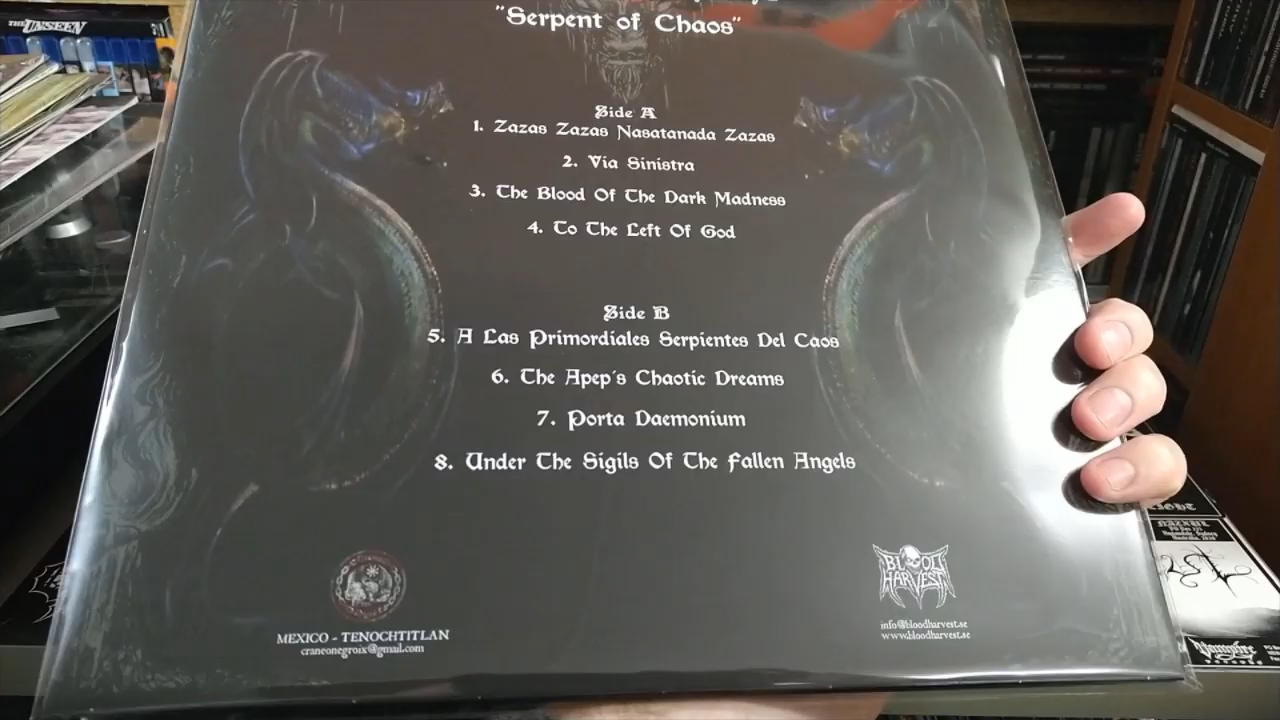 THE UNSEEN
"Serpent of Chaos"
Side A
1. Zazas Zazas Nasatanada Zazas
2. Via Sinistra
3. The Blood Of The Dark Madness
4. To The Left Of God
Side B
5. A Las Primordiales Serpientes Del Caos
6. The Apep's Chaotic Dreams
7. Porta Daemonium
8. Under The Sigils Of The Fallen Angels
BLOOD
HARVEST
MEXICO - TENOCHTITLAN
craneonegroix@gmail.com
info@bloodharvest.se
www.bloodharvest.se
NAZXUL
Vampire